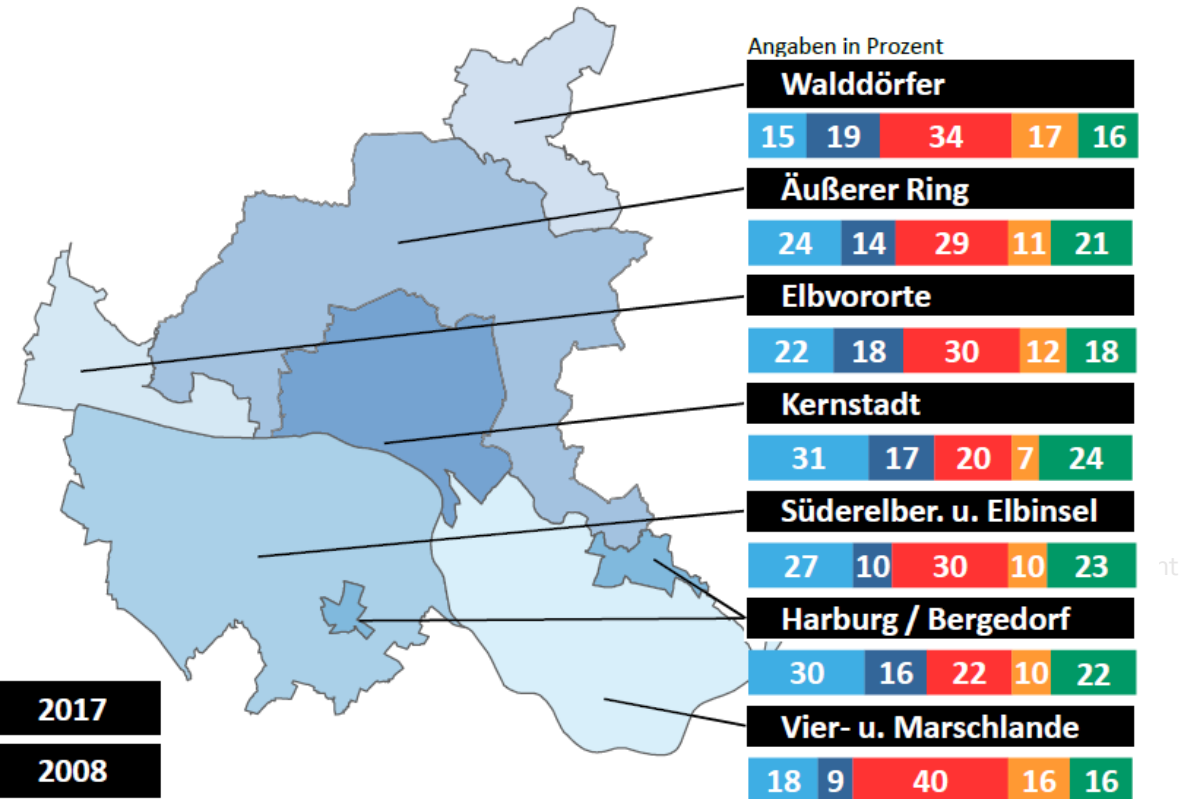 Angaben in Prozent
Walddörfer
15 19 34 17 16
Äußerer Ring
24 14 29 11 21
Elbvororte
22 18 30 12 18
Kernstadt
31 17 20 7 24
Süderelber. u. Elbinsel
27 10 30 10 23
nt
Harburg / Bergedorf
30 16 22 10 22
Vier- u. Marschlande
18 9 40 16 16
2017
2008